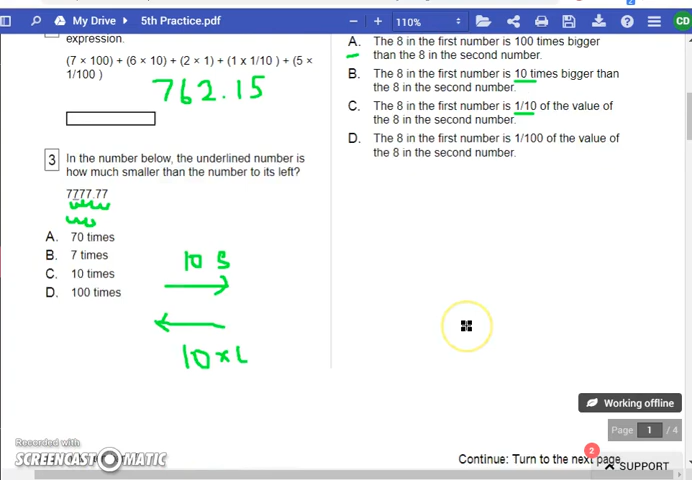 My Drive
5th Practice.pdf
110%
CD
expression.
(7 × 100) + (6 × 10) + (2 × 1) + (1 x 1/10 ) + (5 ×
1/100 )
762.15
3
In the number below, the underlined number is
how much smaller than the number to its left?
7777.77
A. 70 times
B. 7 times
C. 10 times
D. 100 times
10 S
10 x L
A. The 8 in the first number is 100 times bigger
than the 8 in the second number.
B. The 8 in the first number is 10 times bigger than
the 8 in the second number.
C. The 8 in the first number is 1/10 of the value of
the 8 in the second number.
D. The 8 in the first number is 1/100 of the value of
the 8 in the second number.
Working offline
Page 1 / 4
2
Continue: Turn to the next page.
SUPPORT
Recorded with
SCREENCAST-O-MATIC